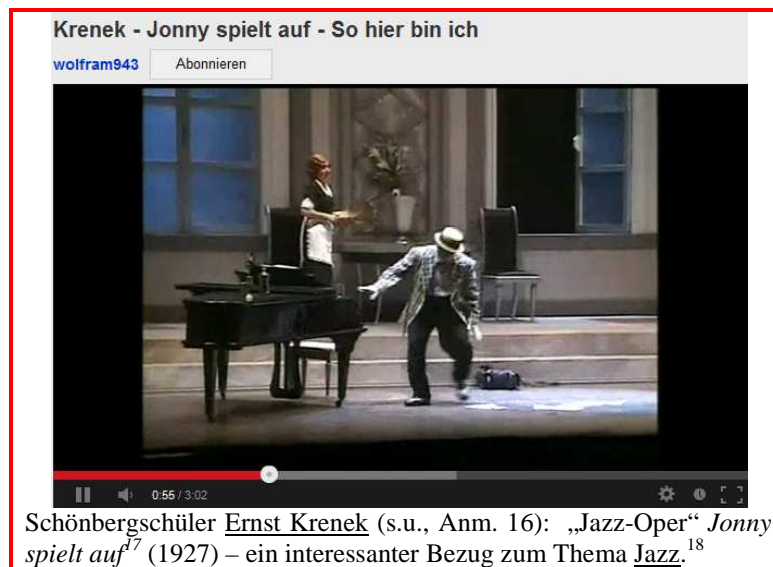 Krenek - Jonny spielt auf - So hier bin ich
wolfram943 Abonnieren
0:55 / 3:02
Schönbergschüler Ernst Krenek (s.u., Anm. 16): „Jazz-Oper“ Jonny
spielt auf17 (1927) – ein interessanter Bezug zum Thema Jazz.18